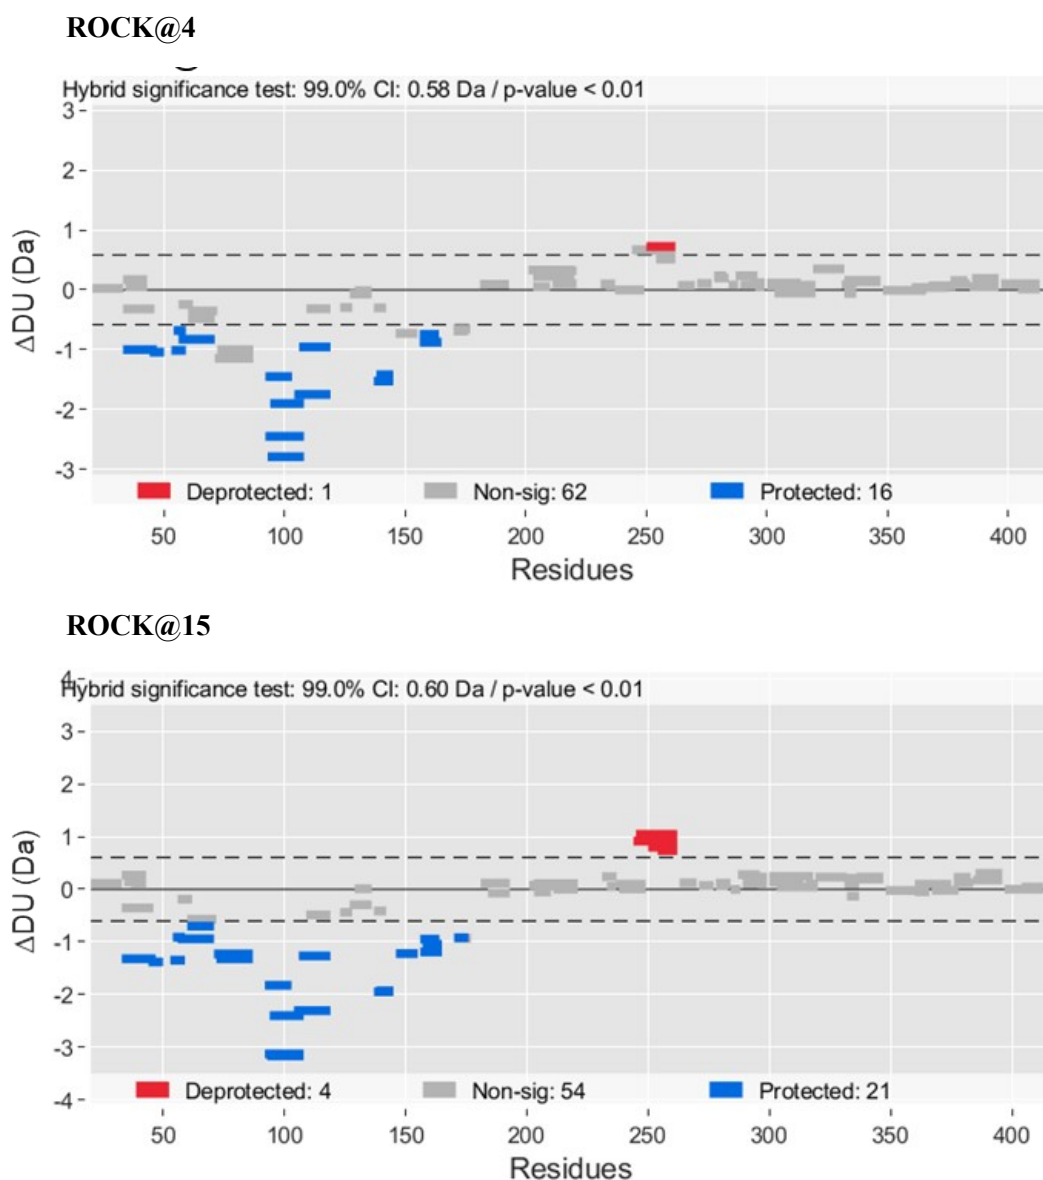 ROCK@4
Hybrid significance test: 99.0% CI: 0.58 Da / p-value < 0.01
3
2
1
0
-1
-2
-3
ΔDU (Da)
Deprotected: 1 Non-sig: 62 Protected: 16
50 100 150 200 250 300 350 400
Residues
ROCK@15
4
Hybrid significance test: 99.0% CI: 0.60 Da / p-value < 0.01
3
2
1
0
-1
-2
-3
-4
ΔDU (Da)
Deprotected: 4 Non-sig: 54 Protected: 21
50 100 150 200 250 300 350 400
Residues